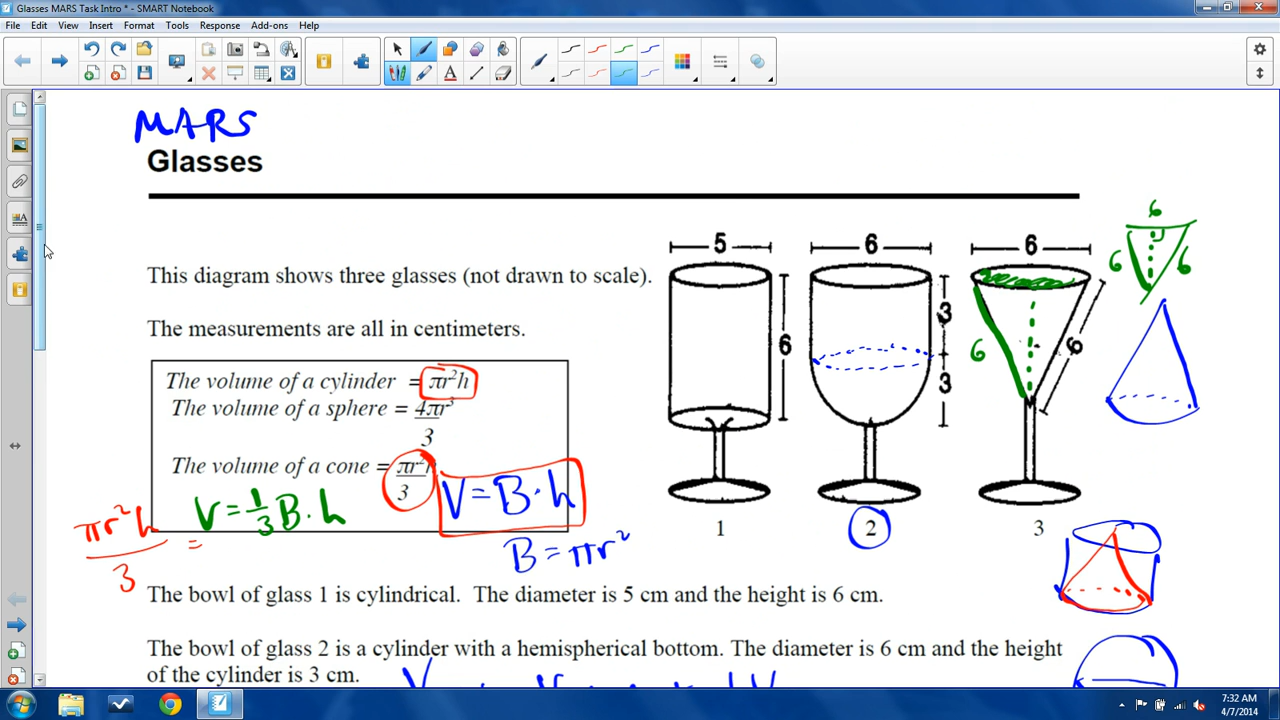 Glasses MARS Task Intro * - SMART Notebook
File Edit View Insert Format Tools Response Add-ons Help
MARS
Glasses
This diagram shows three glasses (not drawn to scale).
The measurements are all in centimeters.
The volume of a cylinder = πr²h
The volume of a sphere = 4πr³
3
The volume of a cone = πr²h
3
V = B · h
B = πr²
πr²h
3
=
V = 1/3 B · h
5
6
6
3
3
6
6
6
6
6
6
1
2
3
The bowl of glass 1 is cylindrical. The diameter is 5 cm and the height is 6 cm.
The bowl of glass 2 is a cylinder with a hemispherical bottom. The diameter is 6 cm and the height
of the cylinder is 3 cm.
7:32 AM
4/7/2014